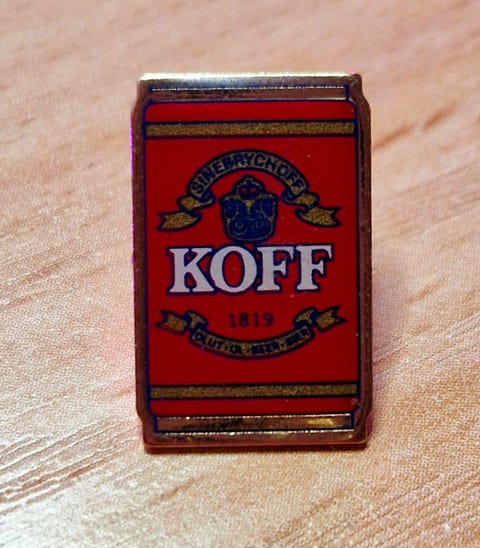 SINEBRYCHOFF
KOFF
1819
OLUT·ÖL·BEER·BIER